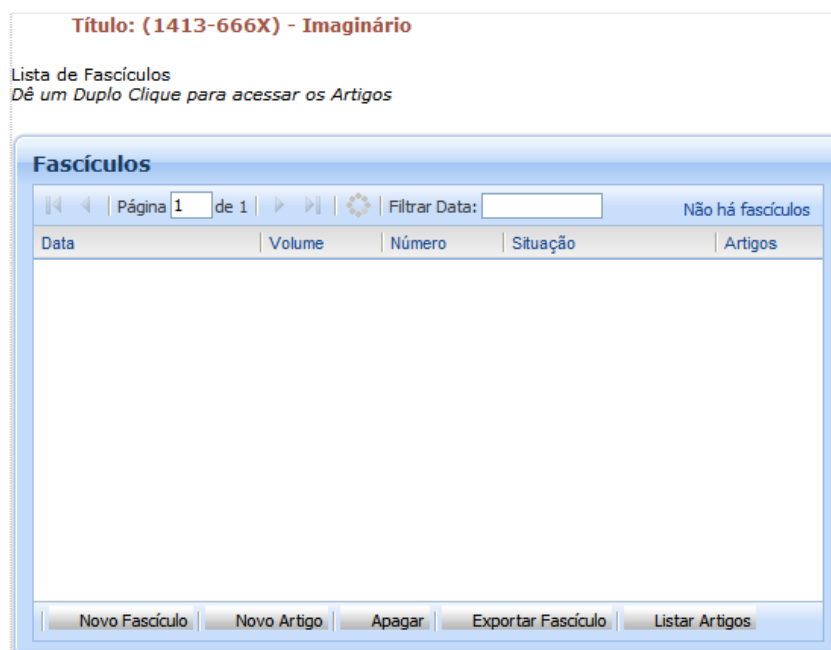 Título: (1413-666X) - Imaginário
Lista de Fascículos
Dê um Duplo Clique para acessar os Artigos
Fascículos
Página 1 de 1 Filtrar Data: Não há fascículos
Data Volume Número Situação Artigos
Novo Fascículo Novo Artigo Apagar Exportar Fascículo Listar Artigos